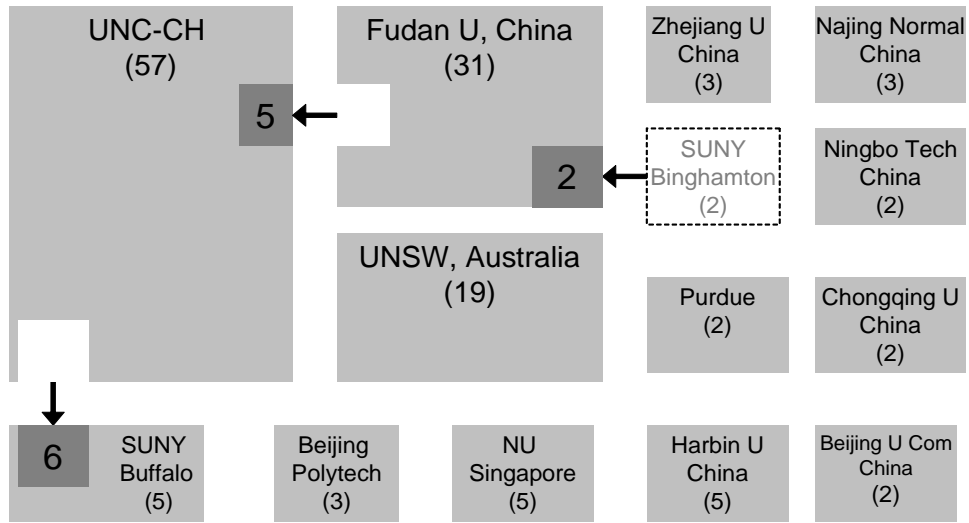 UNC-CH
(57)
5
Fudan U, China
(31)
2
Zhejiang U
China
(3)
Najing Normal
China
(3)
SUNY
Binghamton
(2)
Ningbo Tech
China
(2)
UNSW, Australia
(19)
Purdue
(2)
Chongqing U
China
(2)
6
SUNY
Buffalo
(5)
Beijing
Polytech
(3)
NU
Singapore
(5)
Harbin U
China
(5)
Beijing U Com
China
(2)